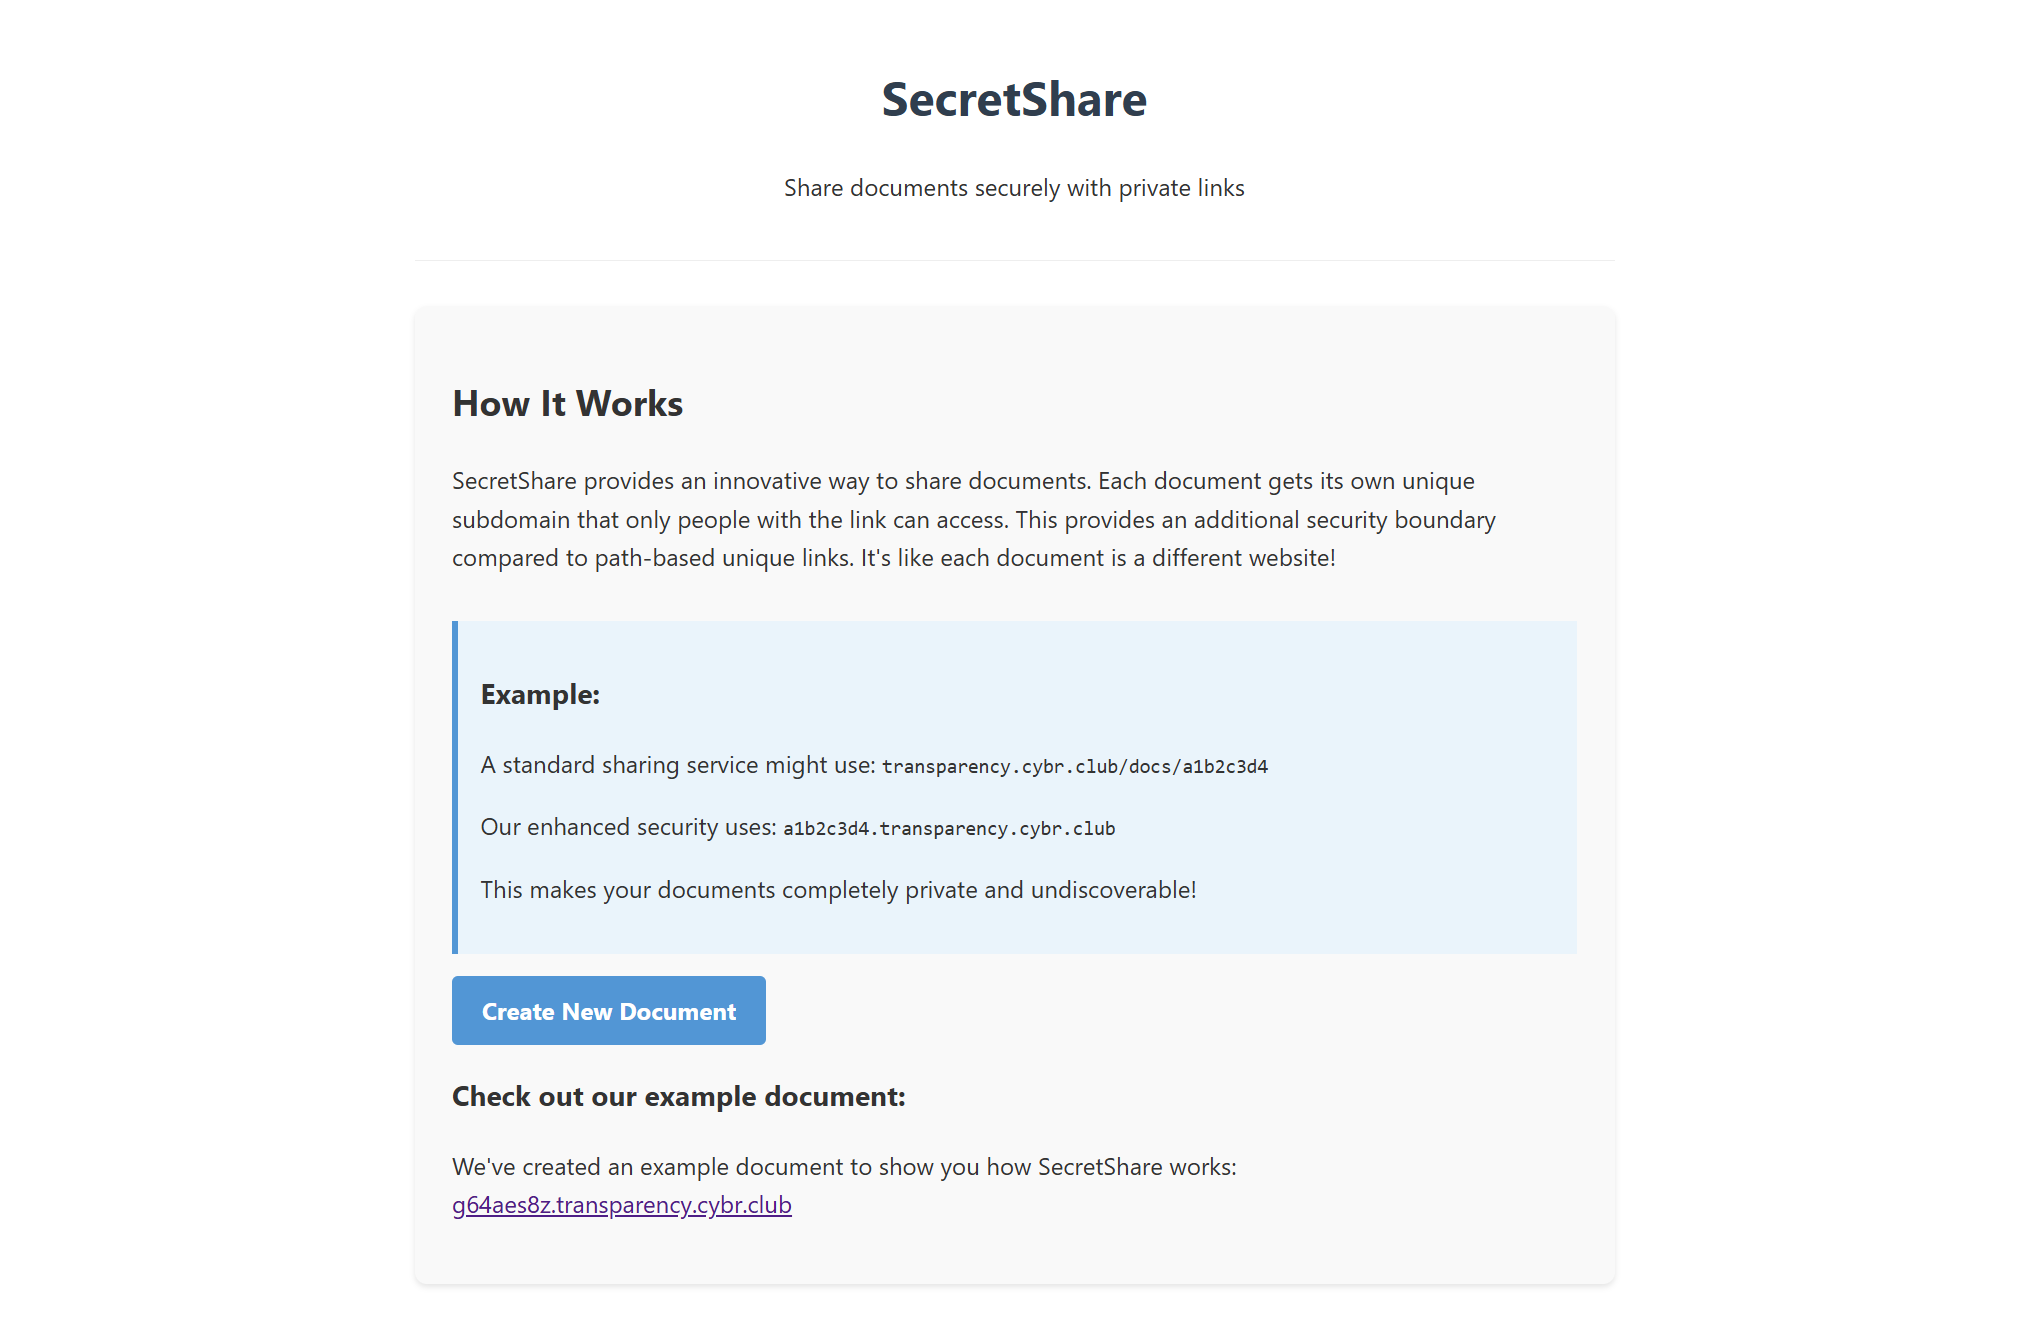 SecretShare
Share documents securely with private links
How It Works
SecretShare provides an innovative way to share documents. Each document gets its own unique
subdomain that only people with the link can access. This provides an additional security boundary
compared to path-based unique links. It's like each document is a different website!
Example:
A standard sharing service might use: transparency.cybr.club/docs/a1b2c3d4
Our enhanced security uses: a1b2c3d4.transparency.cybr.club
This makes your documents completely private and undiscoverable!
Create New Document
Check out our example document:
We've created an example document to show you how SecretShare works:
g64aes8z.transparency.cybr.club